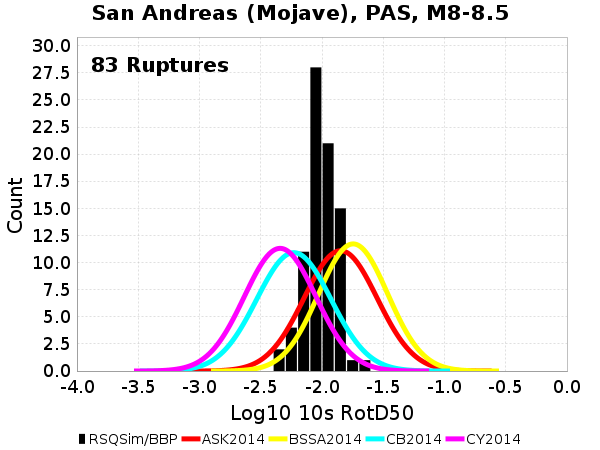 San Andreas (Mojave), PAS, M8-8.5
83 Ruptures
Count
30.0
27.5
25.0
22.5
20.0
17.5
15.0
12.5
10.0
7.5
5.0
2.5
0.0
-4.0 -3.5 -3.0 -2.5 -2.0 -1.5 -1.0 -0.5 0.0
Log10 10s RotD50
RSQSim/BBP ASK2014 BSSA2014 CB2014 CY2014